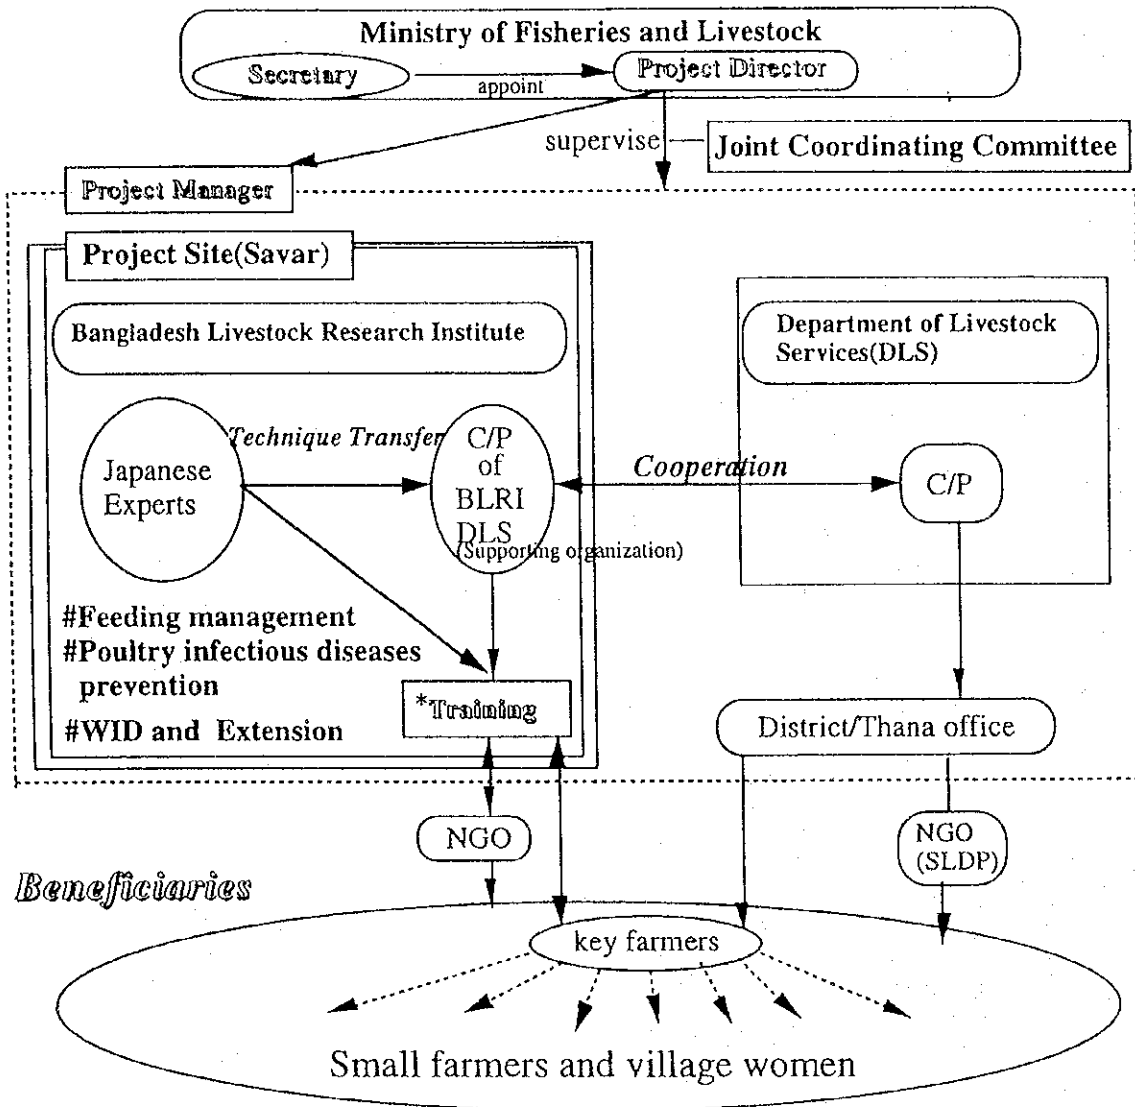 Ministry of Fisheries and Livestock
Secretary
appoint
Project Director
supervise
Joint Coordinating Committee
Project Manager
Project Site(Savar)
Bangladesh Livestock Research Institute
Department of Livestock
Services(DLS)
Japanese
Experts
Technique Transfer
C/P
of
BLRI
DLS
(Supporting organization)
Cooperation
C/P
#Feeding management
#Poultry infectious diseases
prevention
#WID and Extension
*Training
District/Thana office
NGO
NGO
(SLDP)
Beneficiaries
key farmers
Small farmers and village women